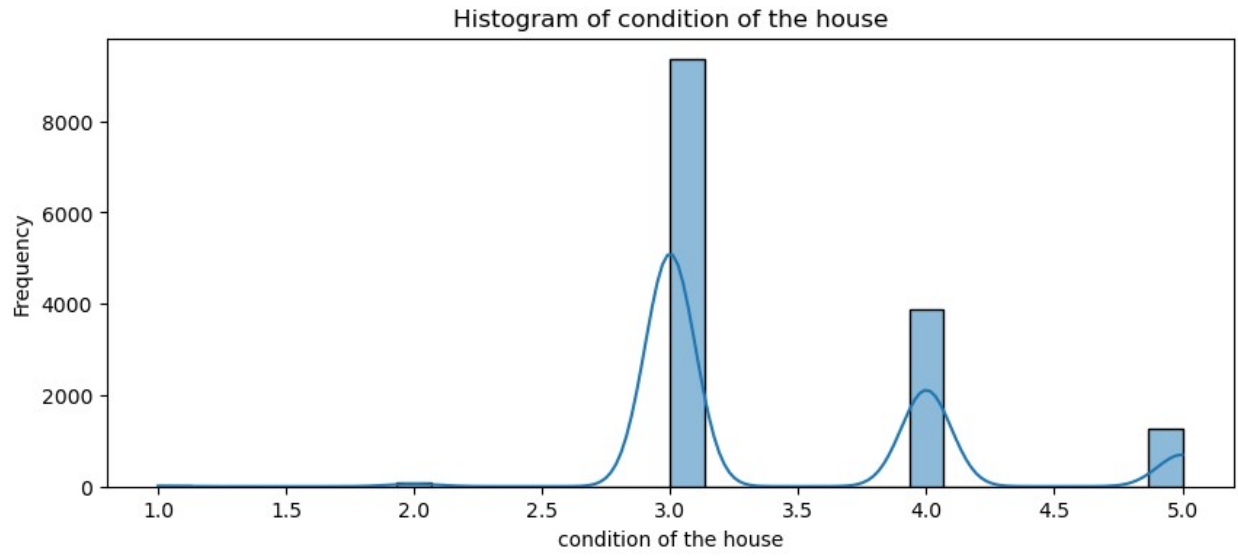 Histogram of condition of the house
8000
6000
4000
2000
0
Frequency
1.0 1.5 2.0 2.5 3.0 3.5 4.0 4.5 5.0
condition of the house